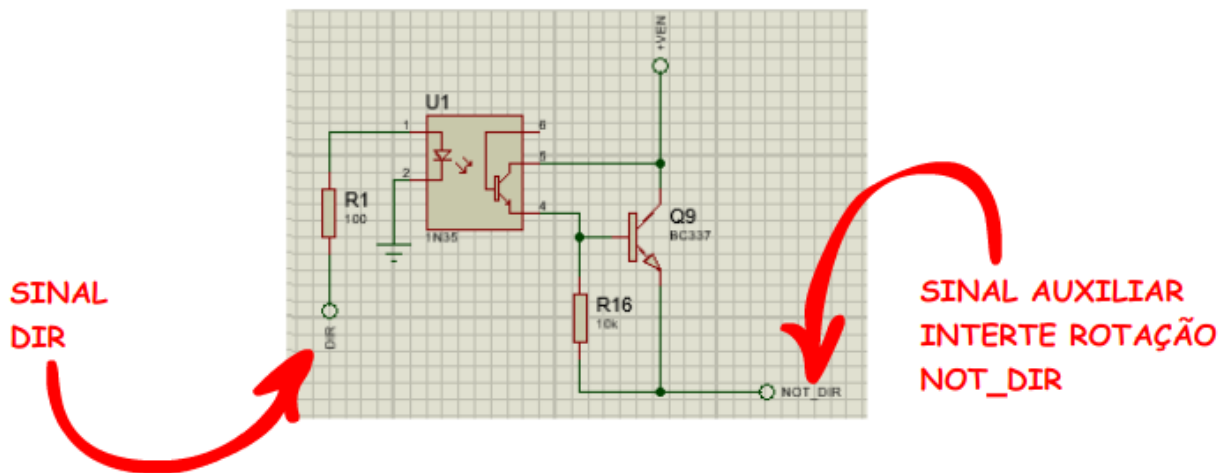 +VEN
U1
1
2
6
5
4
1N35
R1
100
DIR
Q9
BC337
R16
10k
NOT_DIR
SINAL
DIR
SINAL AUXILIAR
INTERTE ROTAÇÃO
NOT_DIR